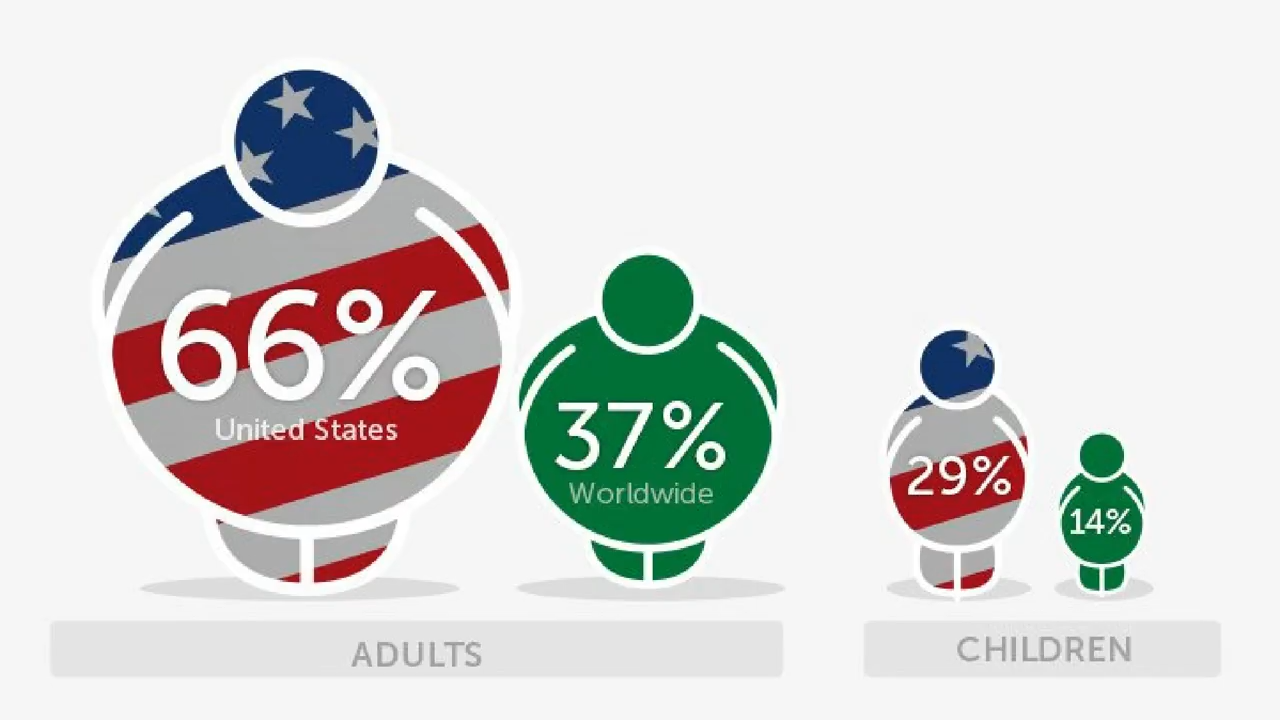 66%
United States
37%
Worldwide
29%
14%
ADULTS
CHILDREN